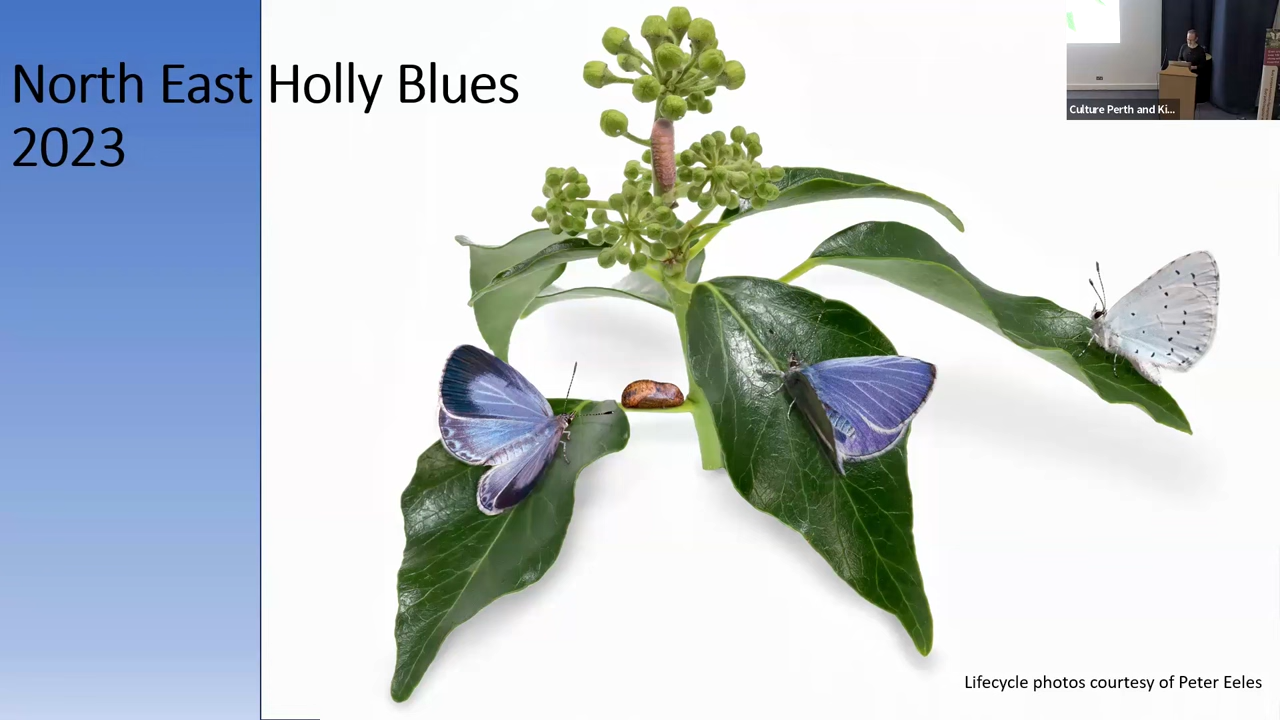 North East Holly Blues
2023
Culture Perth and Ki...
Lifecycle photos courtesy of Peter Eeles